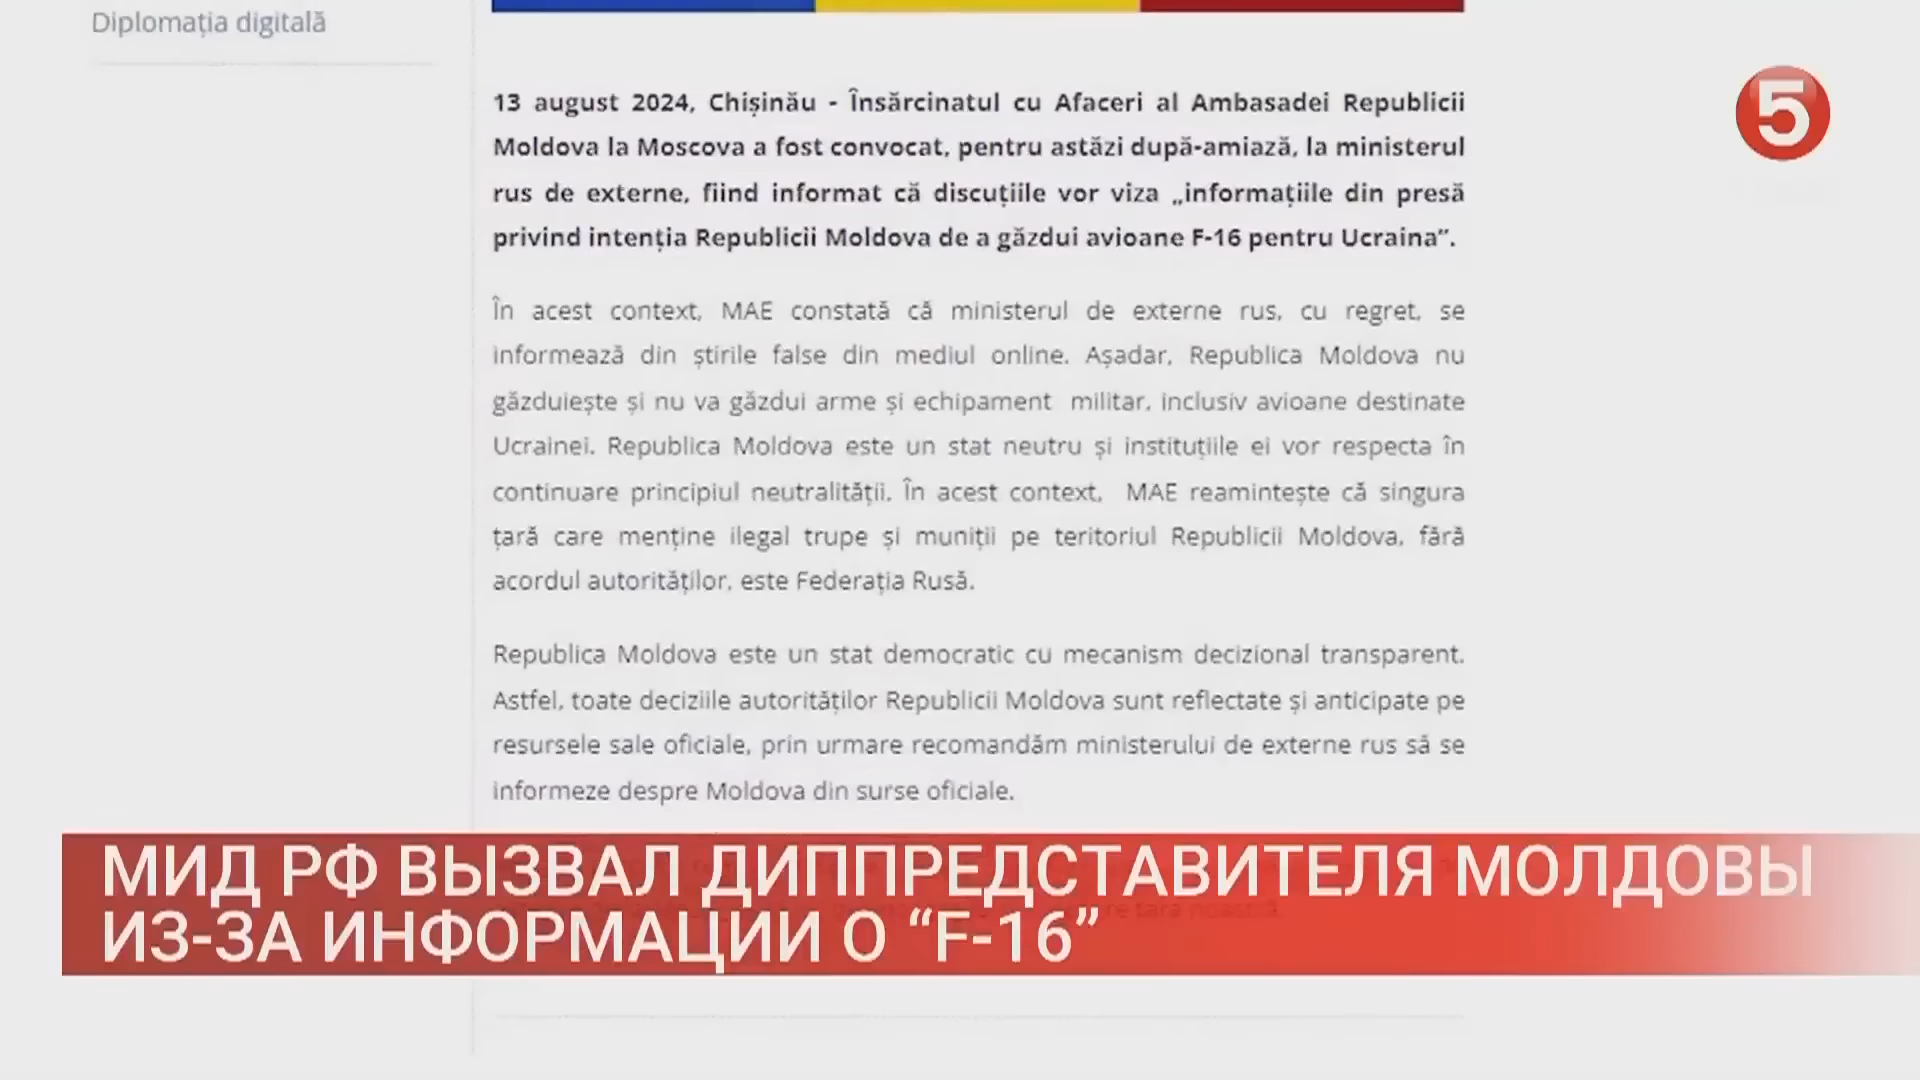 Diplomația digitală
13 august 2024, Chișinău - Însărcinatul cu Afaceri al Ambasadei Republicii
Moldova la Moscova a fost convocat, pentru astăzi după-amiază, la ministerul
rus de externe, fiind informat că discuțiile vor viza „informațiile din presă
privind intenția Republicii Moldova de a găzdui avioane F-16 pentru Ucraina”.
În acest context, MAE constată că ministerul de externe rus, cu regret, se
informează din știrile false din mediul online. Așadar, Republica Moldova nu
găzduiește și nu va găzdui arme și echipament militar, inclusiv avioane destinate
Ucrainei. Republica Moldova este un stat neutru și instituțiile ei vor respecta în
continuare principiul neutralității. În acest context, MAE reamintește că singura
țară care menține ilegal trupe și muniții pe teritoriul Republicii Moldova, fără
acordul autorităților, este Federația Rusă.
Republica Moldova este un stat democratic cu mecanism decizional transparent.
Astfel, toate deciziile autorităților Republicii Moldova sunt reflectate și anticipate pe
resursele sale oficiale, prin urmare recomandăm ministerului de externe rus să se
informeze despre Moldova din surse oficiale.
5
МИД РФ ВЫЗВАЛ ДИППРЕДСТАВИТЕЛЯ МОЛДОВЫ
ИЗ-ЗА ИНФОРМАЦИИ О “F-16”